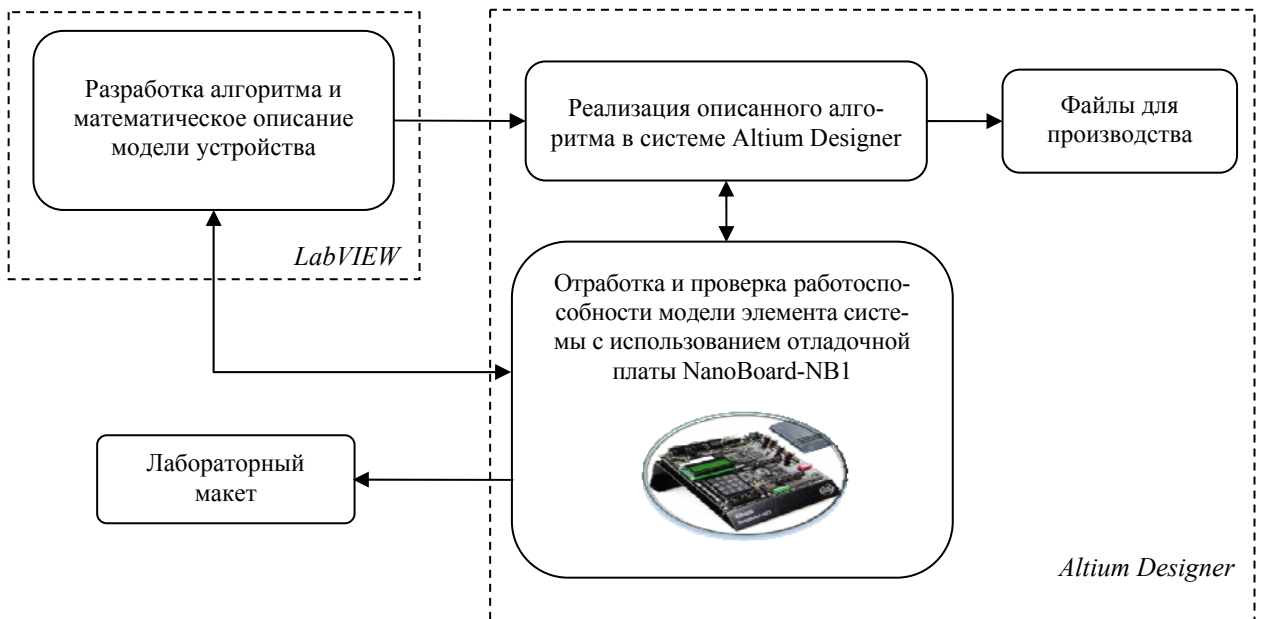 Разработка алгоритма и
математическое описание
модели устройства
LabVIEW
Реализация описанного алго-
ритма в системе Altium Designer
Файлы для
производства
Отработка и проверка работоспо-
собности модели элемента систе-
мы с использованием отладочной
платы NanoBoard-NB1
Лабораторный
макет
Altium Designer